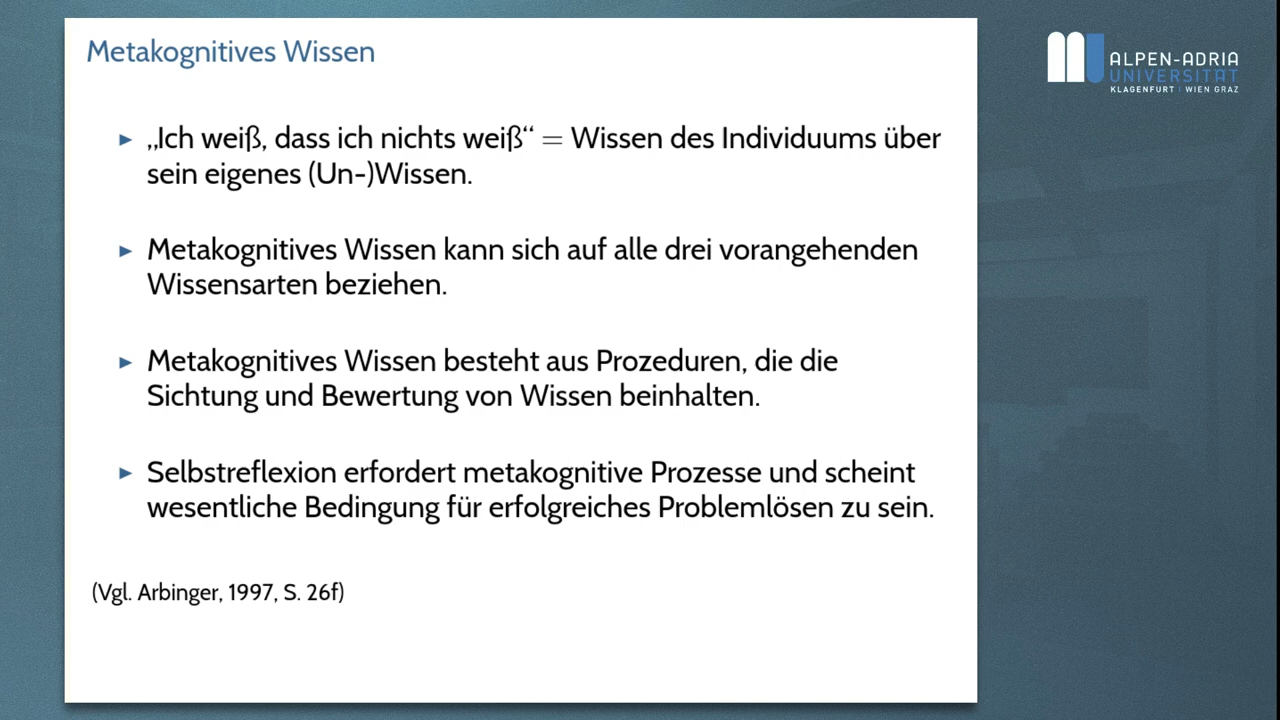 Metakognitives Wissen
ALPEN-ADRIA
UNIVERSITÄT
KLAGENFURT | WIEN GRAZ
► „Ich weiß, dass ich nichts weiß“ = Wissen des Individuums über
sein eigenes (Un-)Wissen.
► Metakognitives Wissen kann sich auf alle drei vorangehenden
Wissensarten beziehen.
► Metakognitives Wissen besteht aus Prozeduren, die die
Sichtung und Bewertung von Wissen beinhalten.
► Selbstreflexion erfordert metakognitive Prozesse und scheint
wesentliche Bedingung für erfolgreiches Problemlösen zu sein.
(Vgl. Arbinger, 1997, S. 26f)